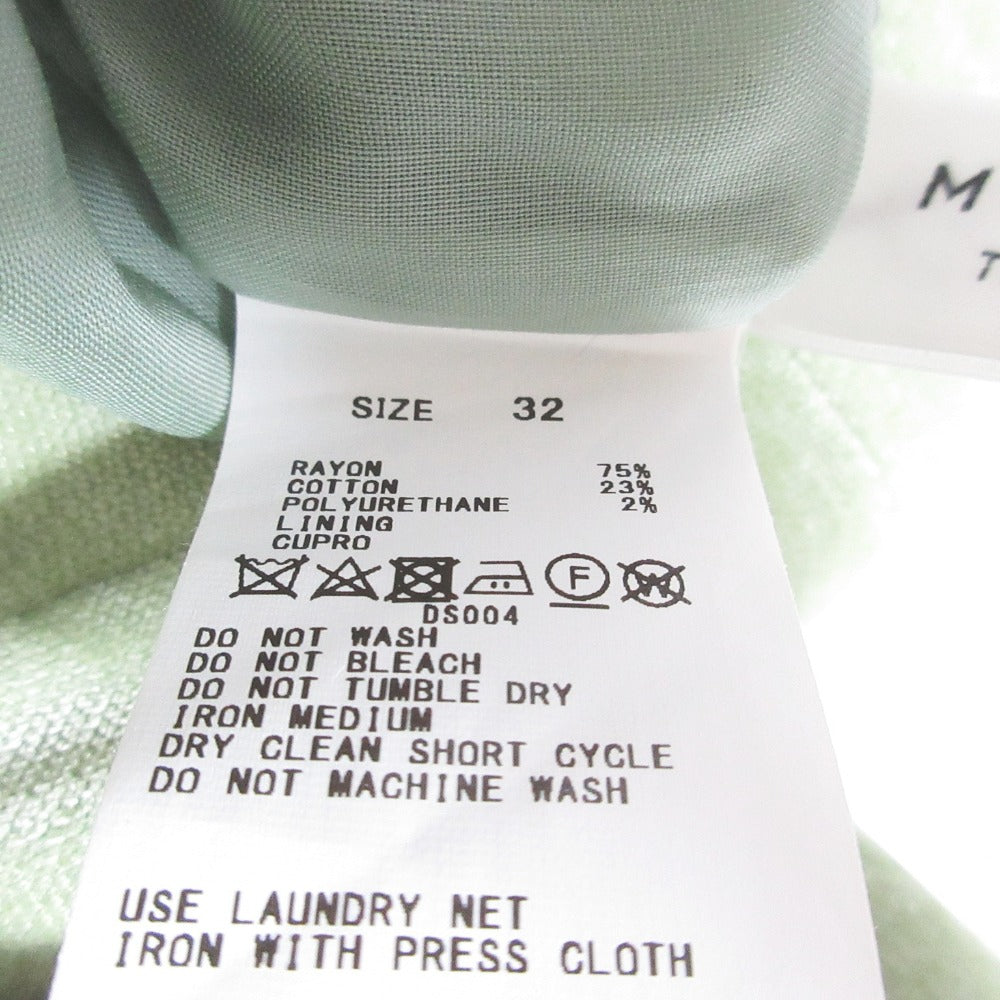 M
T
SIZE 32
RAYON 75%
COTTON 23%
POLYURETHANE 2%
LINING
CUPRO
F W
DS004
DO NOT WASH
DO NOT BLEACH
DO NOT TUMBLE DRY
IRON MEDIUM
DRY CLEAN SHORT CYCLE
DO NOT MACHINE WASH
USE LAUNDRY NET
IRON WITH PRESS CLOTH